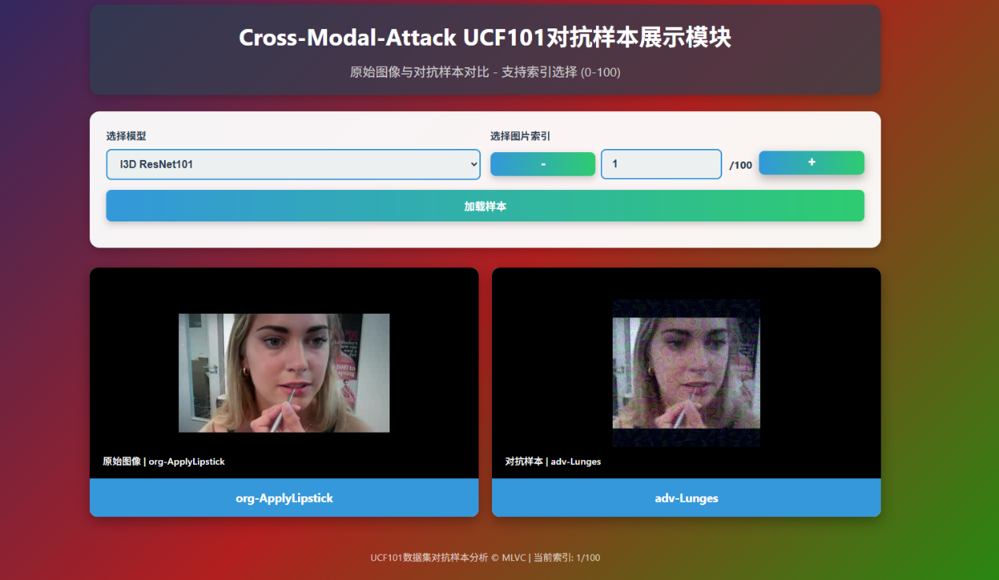 Cross-Modal-Attack UCF101对抗样本展示模块
原始图像与对抗样本对比 - 支持索引选择 (0-100)
选择模型
选择图片索引
I3D ResNet101
-
1
/100
+
加载样本
原始图像 | org-ApplyLipstick
对抗样本 | adv-Lunges
org-ApplyLipstick
adv-Lunges
UCF101数据集对抗样本分析 © MLVC | 当前索引: 1/100